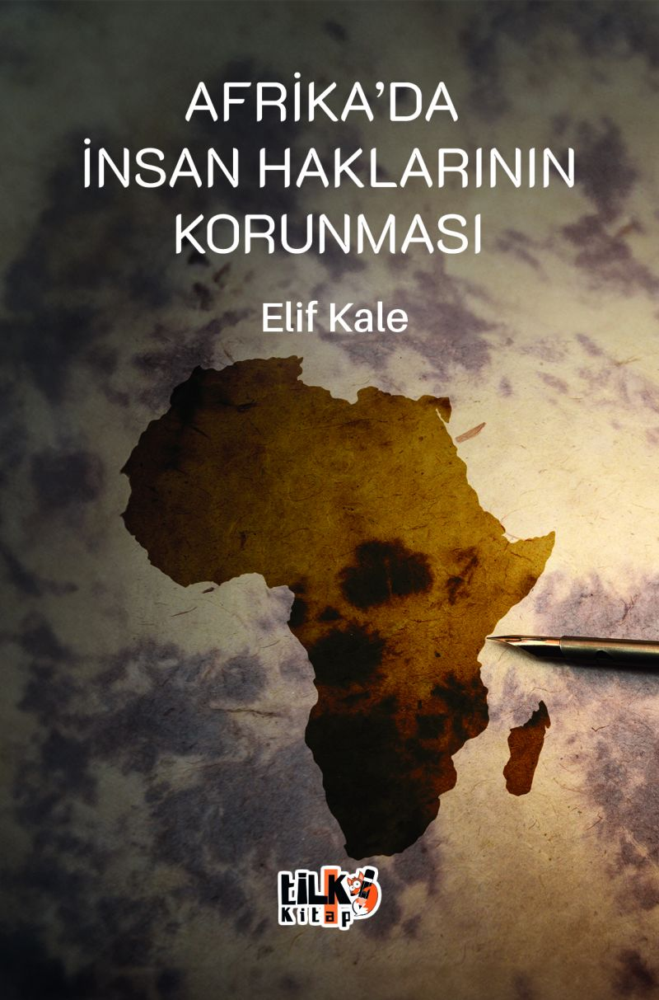 AFRİKA’DA
İNSAN HAKLARININ
KORUNMASI
Elif Kale
tiLKi
Kitap